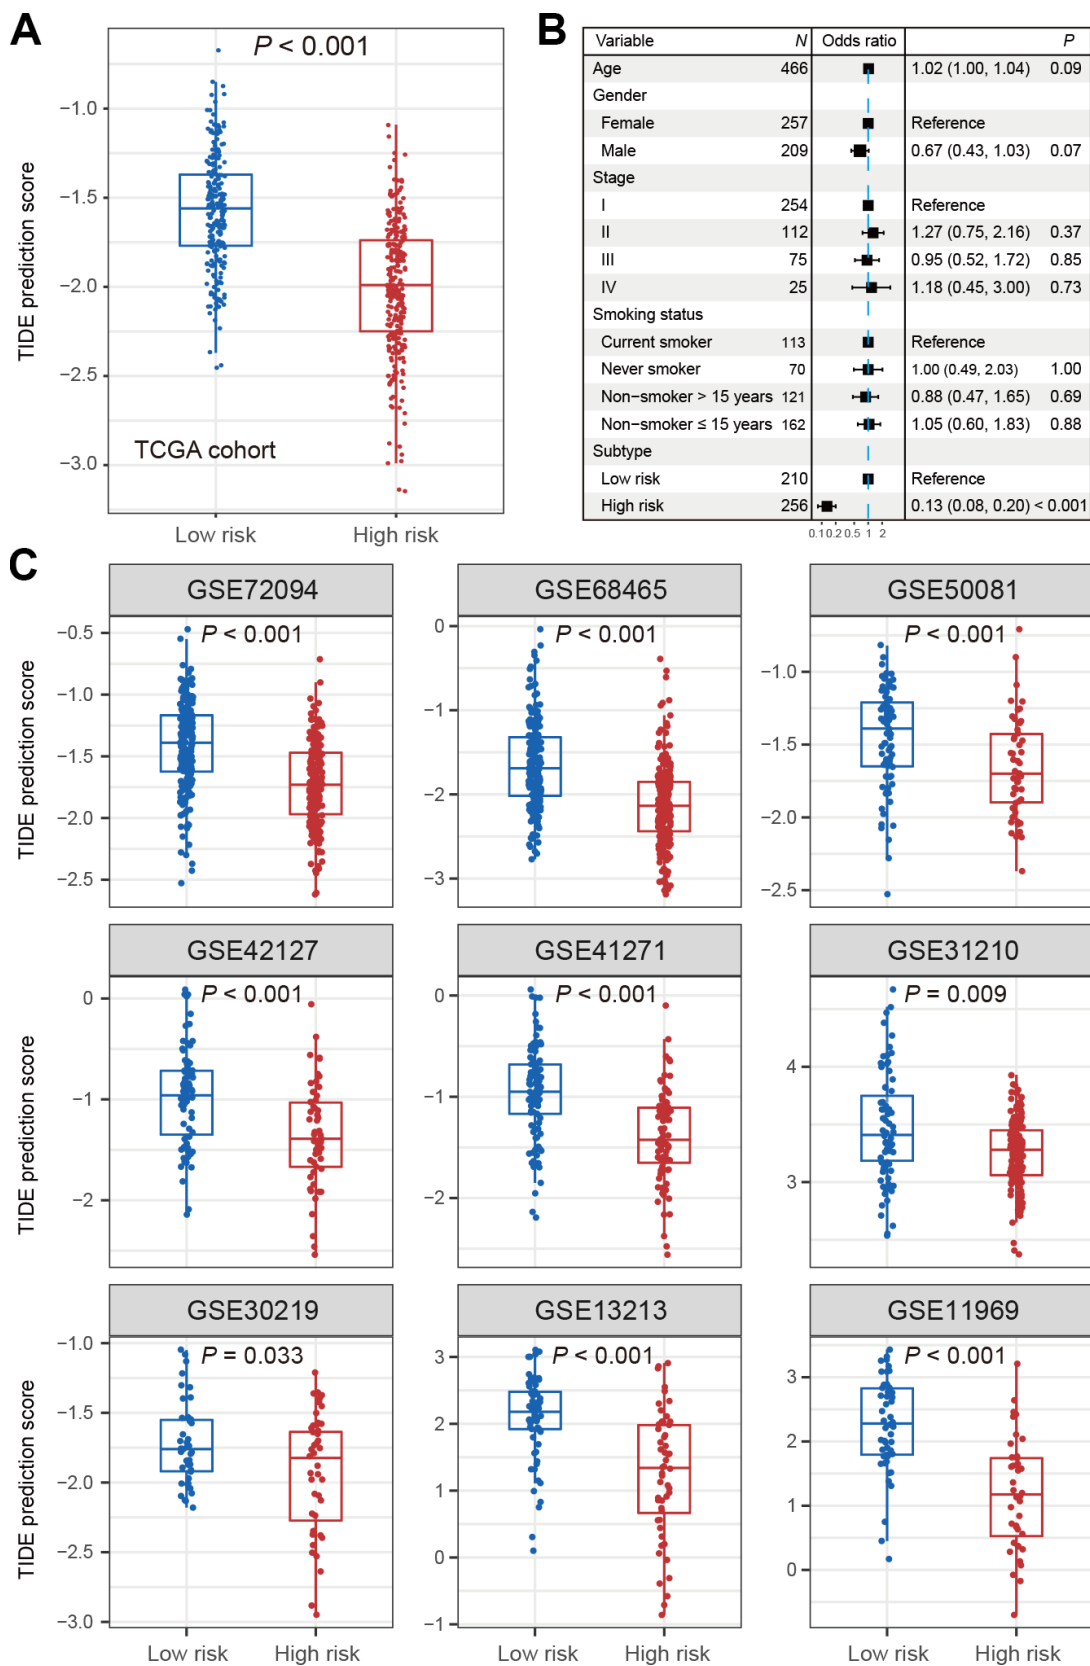 A
P < 0.001
TIDE prediction score
−1.0
−1.5
−2.0
−2.5
−3.0
TCGA cohort
Low risk High risk
B
Variable N Odds ratio P
Age 466 1.02 (1.00, 1.04) 0.09
Gender
Female 257 Reference
Male 209 0.67 (0.43, 1.03) 0.07
Stage
I 254 Reference
II 112 1.27 (0.75, 2.16) 0.37
III 75 0.95 (0.52, 1.72) 0.85
IV 25 1.18 (0.45, 3.00) 0.73
Smoking status
Current smoker 113 Reference
Never smoker 70 1.00 (0.49, 2.03) 1.00
Non−smoker > 15 years 121 0.88 (0.47, 1.65) 0.69
Non−smoker ≤ 15 years 162 1.05 (0.60, 1.83) 0.88
Subtype
Low risk 210 Reference
High risk 256 0.13 (0.08, 0.20) < 0.001
0.1 0.2 0.5 1 2
C
GSE72094
P < 0.001
TIDE prediction score
−0.5
−1.0
−1.5
−2.0
−2.5
GSE68465
P < 0.001
0
−1
−2
−3
GSE50081
P < 0.001
−1.0
−1.5
−2.0
−2.5
GSE42127
P < 0.001
TIDE prediction score
0
−1
−2
GSE41271
P < 0.001
0
−1
−2
GSE31210
P = 0.009
4
3
GSE30219
P = 0.033
TIDE prediction score
−1.0
−1.5
−2.0
−2.5
−3.0
Low risk High risk
GSE13213
P < 0.001
3
2
1
0
−1
Low risk High risk
GSE11969
P < 0.001
3
2
1
0
Low risk High risk